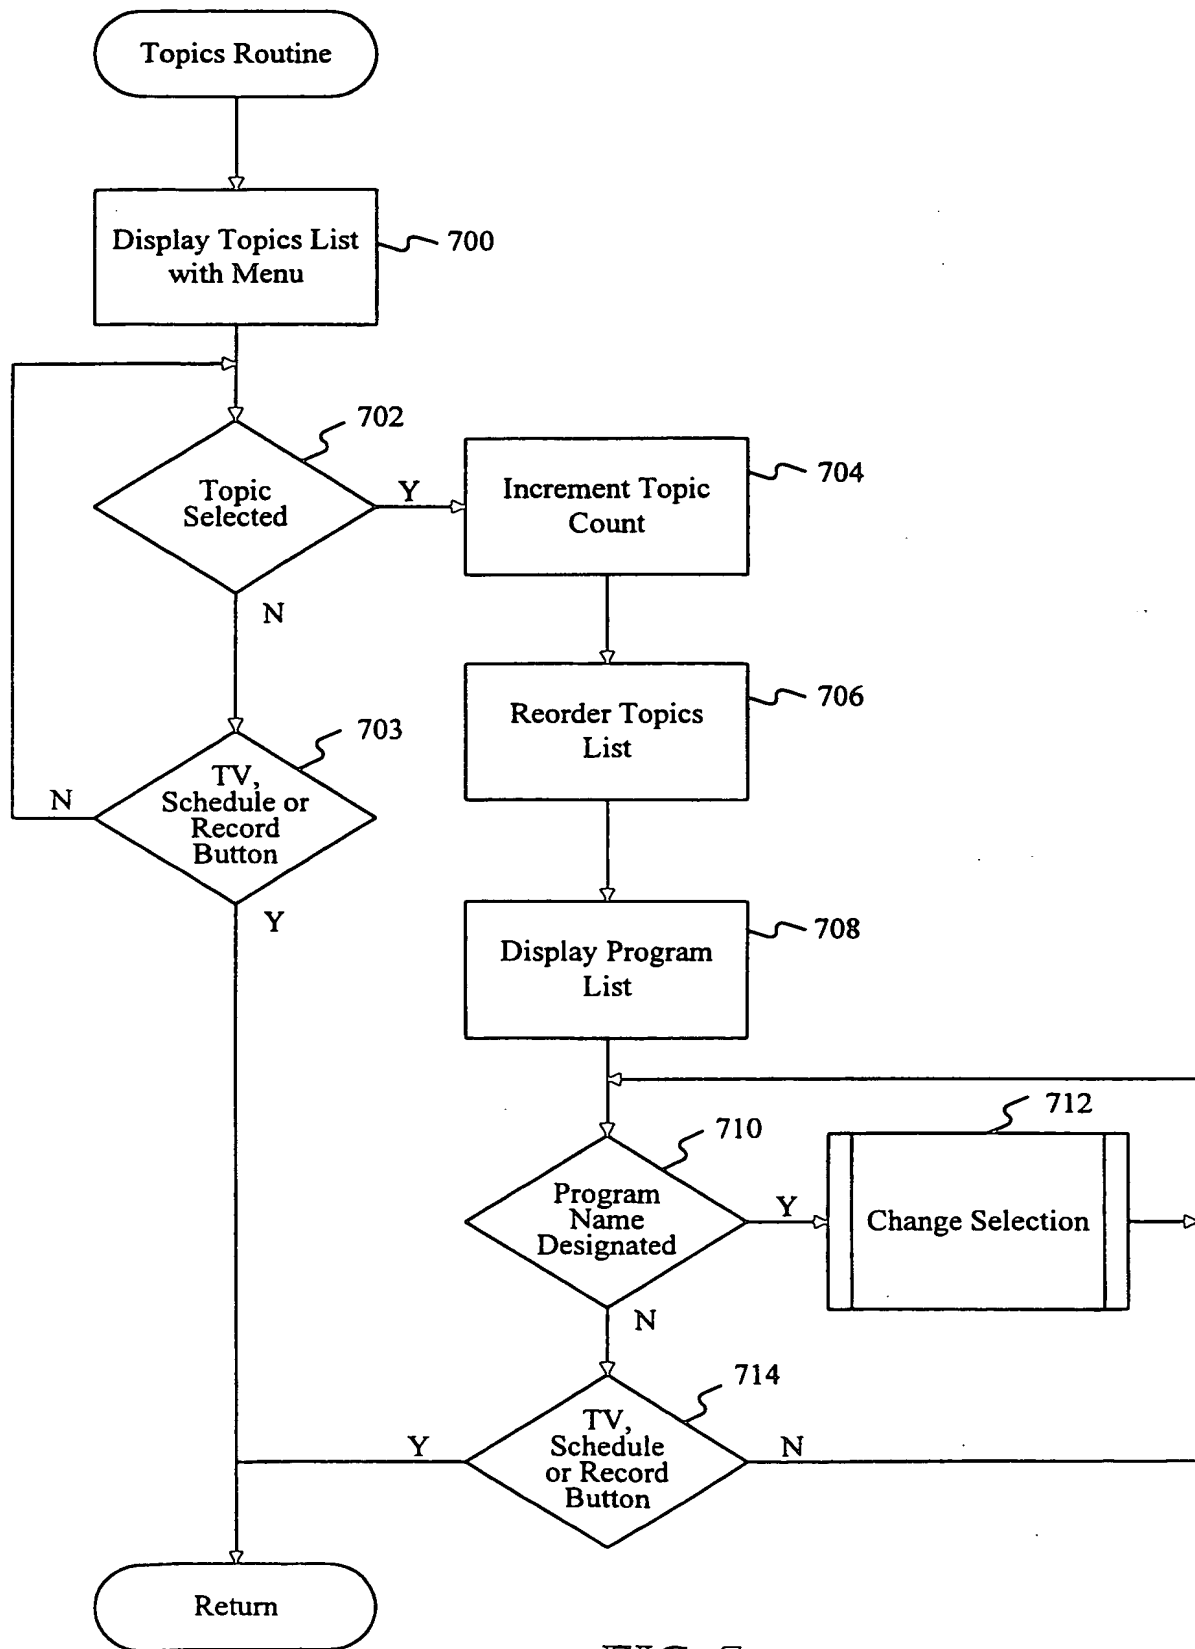 Topics Routine
Display Topics List
with Menu
700
702
Topic
Selected
Y
N
Increment Topic
Count
704
Reorder Topics
List
706
703
TV,
Schedule or
Record
Button
N
Y
Display Program
List
708
710
Program
Name
Designated
Y
N
712
Change Selection
714
TV,
Schedule
or Record
Button
Y
N
Return